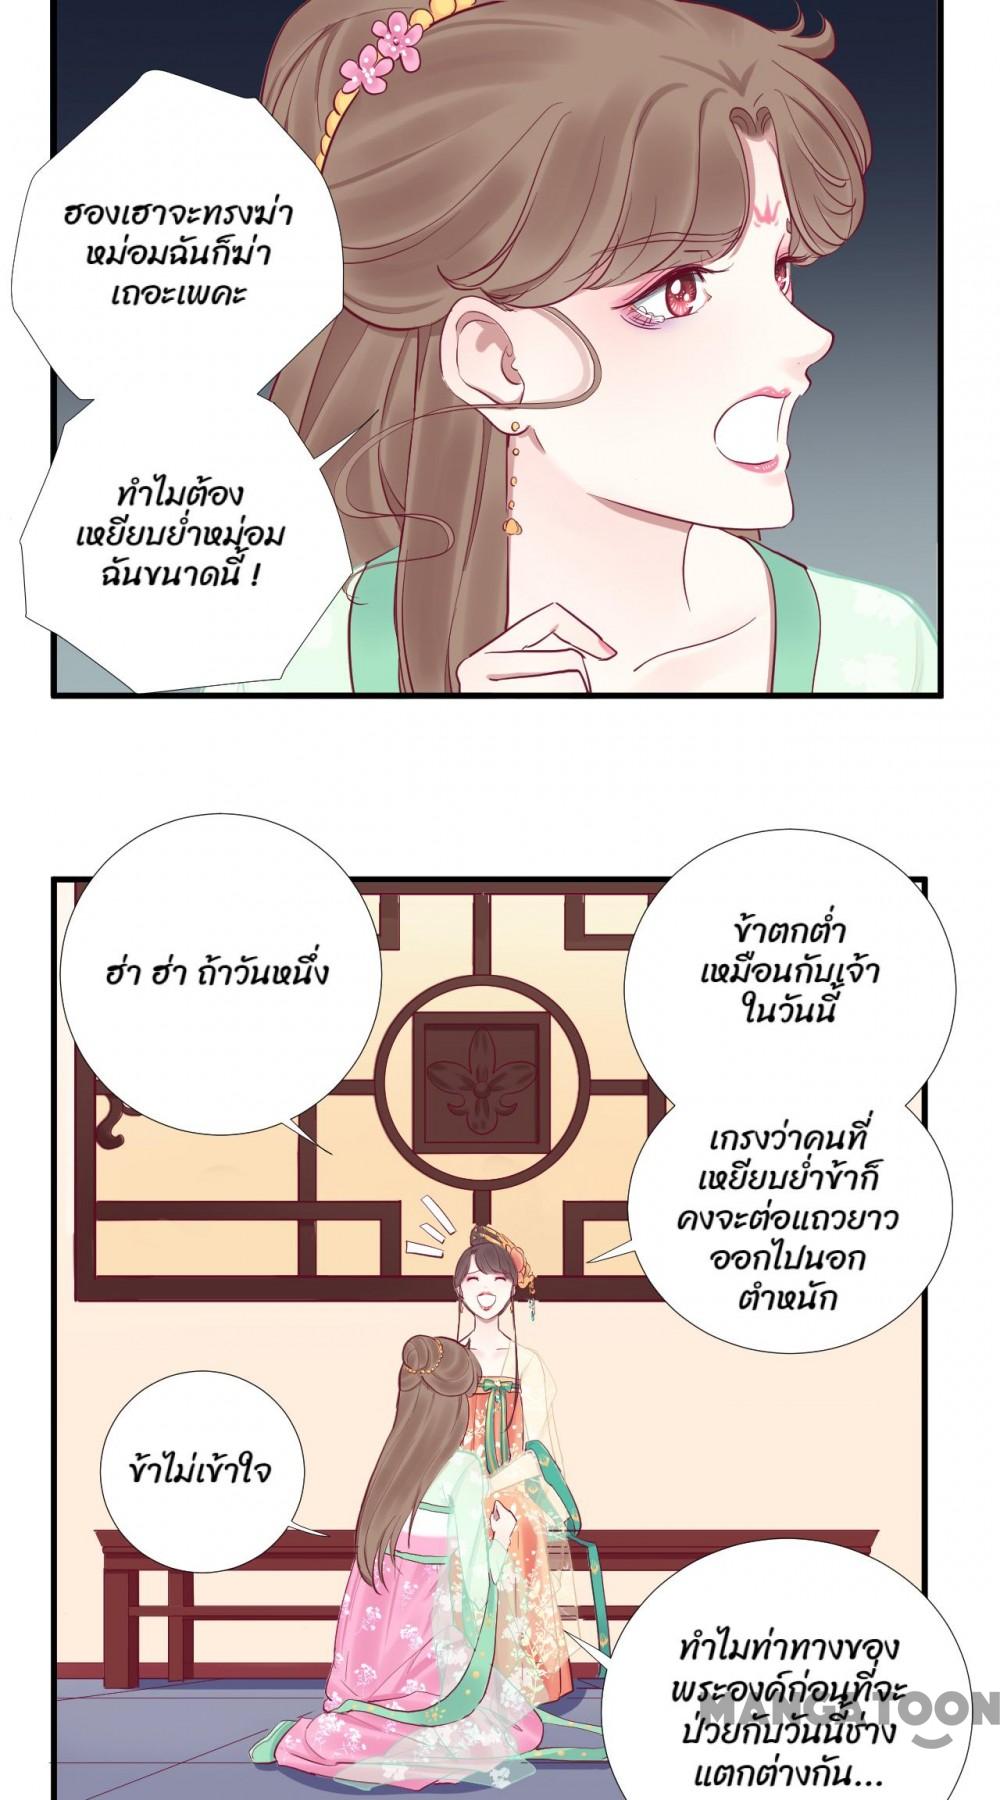 ฮองเฮาจะทรงฆ่า
หม่อมฉันก็ฆ่า
เถอะเพคะ
ทำไมต้อง
เหยียบย่ำหม่อม
ฉันขนาดนี้ !
ฮ่า ฮ่า ถ้าวันหนึ่ง
ข้าตกต่ำ
เหมือนกับเจ้า
ในวันนี้
เกรงว่าคนที่
เหยียบย่ำข้าก็
คงจะต่อแถวยาว
ออกไปนอก
ตำหนัก
ข้าไม่เข้าใจ
ทำไมท่าทางของ
พระองค์ก่อนที่จะ
ป่วยกับวันนี้ช่าง
แตกต่างกัน...
MANGATOON